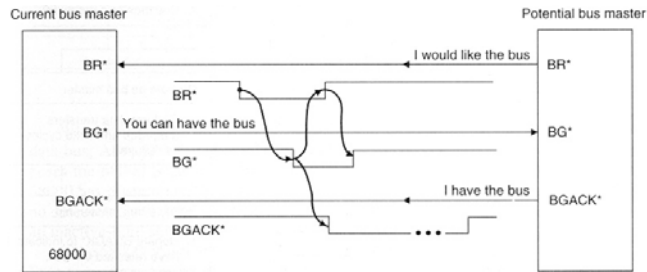 Current bus master
Potential bus master
I would like the bus
BR*
BR*
BR*
You can have the bus
BG*
BG*
BG*
I have the bus
BGACK*
BGACK*
BGACK*
68000